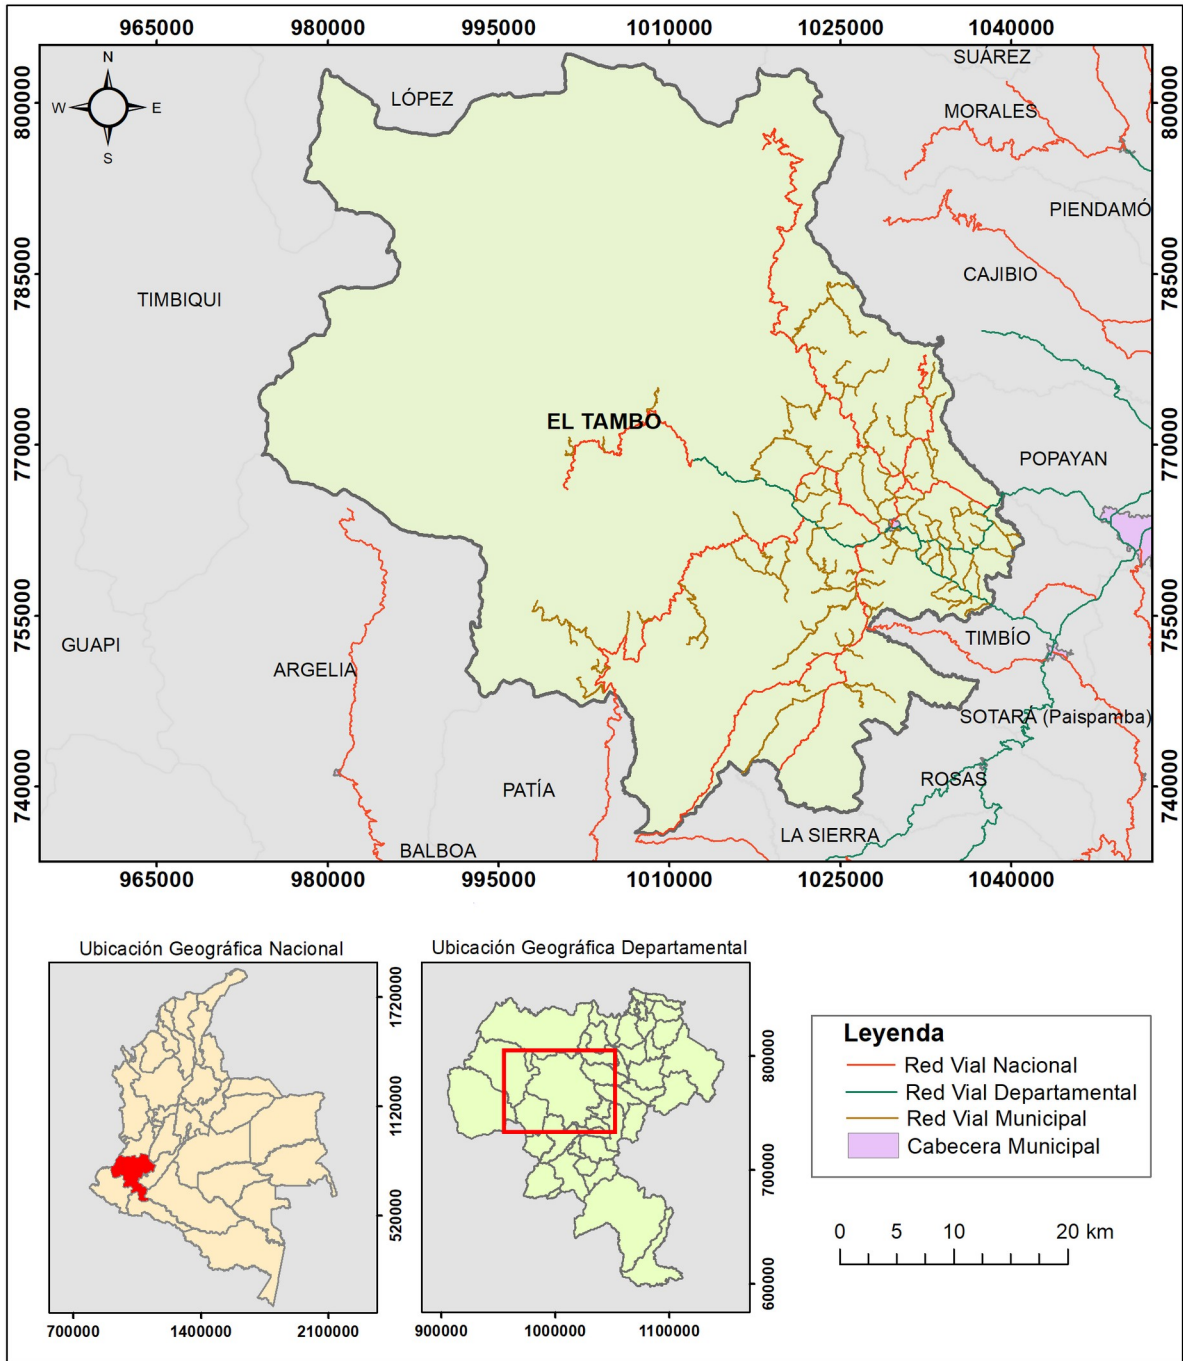 965000 980000 995000 1010000 1025000 1040000
N
W E
S
800000
785000
770000
755000
740000
800000
785000
770000
755000
740000
SUÁREZ
LÓPEZ
MORALES
PIENDAMÓ
CAJIBIO
TIMBIQUI
EL TAMBO
POPAYAN
GUAPI
TIMBÍO
ARGELIA
SOTARA (Paispamba)
ROSAS
PATÍA
LA SIERRA
BALBOA
965000 980000 995000 1010000 1025000 1040000
Ubicación Geográfica Nacional
1720000
1120000
520000
700000 1400000 2100000
Ubicación Geográfica Departamental
800000
700000
600000
900000 1000000 1100000
Leyenda
Red Vial Nacional
Red Vial Departamental
Red Vial Municipal
Cabecera Municipal
0 5 10 20 km